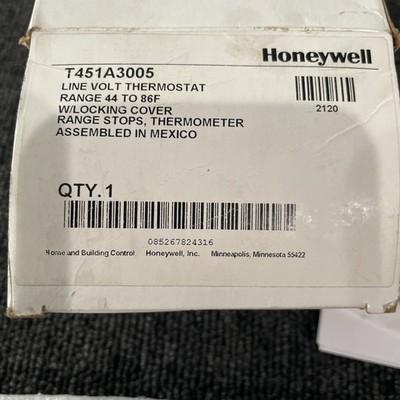 Honeywell
T451A3005
LINE VOLT THERMOSTAT
RANGE 44 TO 86F
W/LOCKING COVER
RANGE STOPS, THERMOMETER
ASSEMBLED IN MEXICO
2120
QTY.1
085267824316
Home and Building Control Honeywell, Inc. Minneapolis, Minnesota 55422